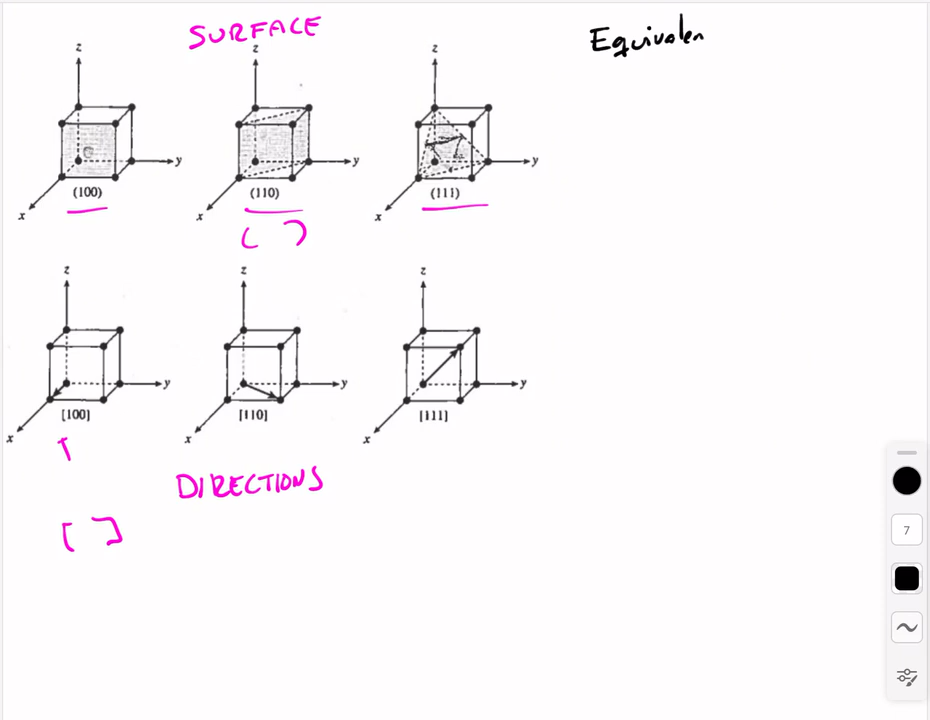 SURFACE
Equivalen
z z z
y y y
(100) (110) (111)
x x x
( )
z z z
y y y
[100] [110] [111]
x x x
DIRECTIONS
[ ]
7